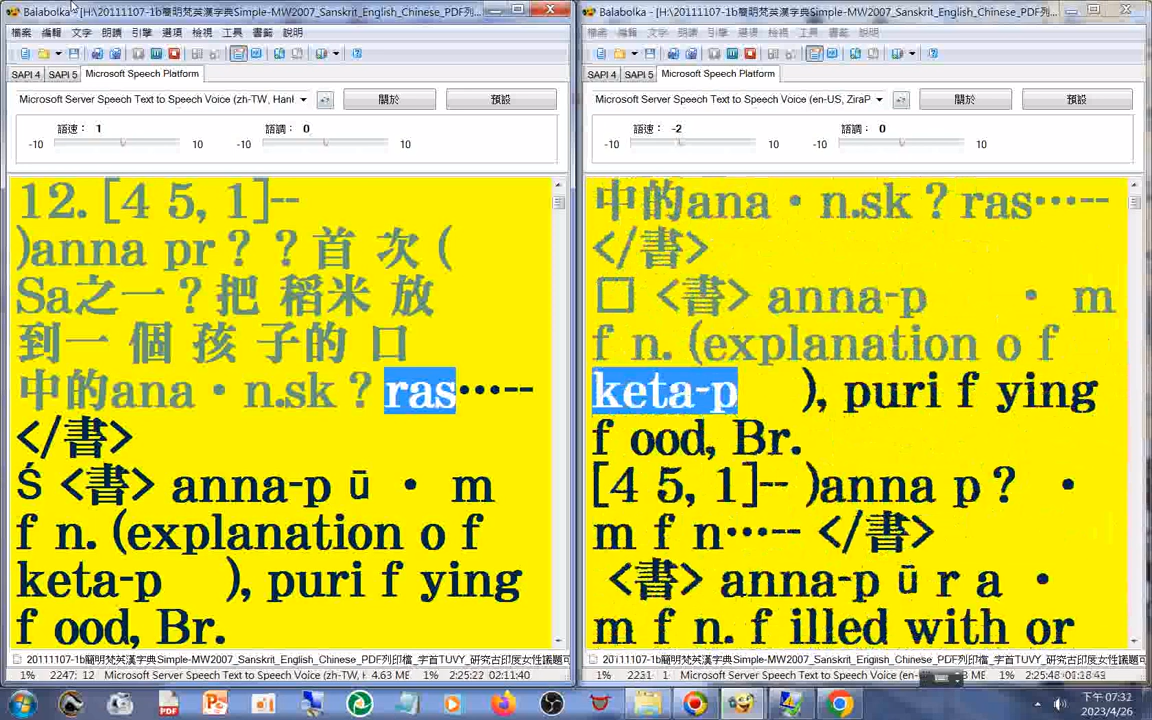 Balabolka - [H:\20111107-1b簡明梵英漢字典Simple-MW2007_Sanskrit_English_Chinese_PDF列...
檔案 編輯 文字 朗讀 引擎 選項 檢視 工具 書籤 說明
SAPI 4 SAPI 5 Microsoft Speech Platform
Microsoft Server Speech Text to Speech Voice (zh-TW, Hanl
關於 預設
語速： 1 語調： 0
-10 10 -10 10
12. [4 5, 1]--
)anna pr？？首 次 (
Sa之一？把 稻米 放
到一 個 孩 子的 口
中的ana・n.sk？ras…--
</書>
Ś <書> anna-p ū ・ m
f n. (explanation o f
keta-p ), puri f ying
f ood, Br.
20111107-1b簡明梵英漢字典Simple-MW2007_Sanskrit_English_Chinese_PDF列印檔_字首TUVY_研究古印度女性議題可
1% 2247; 12 Microsoft Server Speech Text to Speech Voice (zh-TW, H 4.63 ME 1% 2:25:22 02:11:40
Balabolka - [H:\20111107-1b簡明梵英漢字典Simple-MW2007_Sanskrit_English_Chinese_PDF列...
檔案 編輯 文字 朗讀 引擎 選項 檢視 工具 書籤 說明
SAPI 4 SAPI 5 Microsoft Speech Platform
Microsoft Server Speech Text to Speech Voice (en-US, ZiraP
關於 預設
語速： -2 語調： 0
-10 10 -10 10
中的ana・n.sk？ras…--
</書>
□ <書> anna-p ・ m
f n. (explanation o f
keta-p ), puri f ying
f ood, Br.
[4 5, 1]-- )anna p？ ・
m f n…-- </書>
<書> anna-p ū r a ・
m f n. f illed with or
20111107-1b簡明梵英漢字典Simple-MW2007_Sanskrit_English_Chinese_PDF列印檔_字首TUVY_研究古印度女性議題可
1% 2231 Microsoft Server Speech Text to Speech Voice (en-US, Z 4.63 ME 1% 2:25:48 01:18:49
下午 07:32
2023/4/26